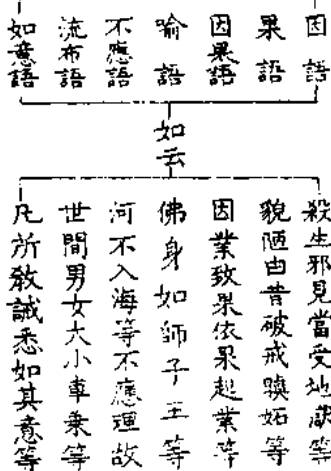 因語
果語
因果語
喻語
不應語
流布語
如意語
如云
殺生邪見當受地獄等
貌陋由昔破戒瞋妬等
因業致果依果起業等
佛身如師子王等
河不入海等不應理故
世間男女大小車乘等
凡所教誡悉如其意等